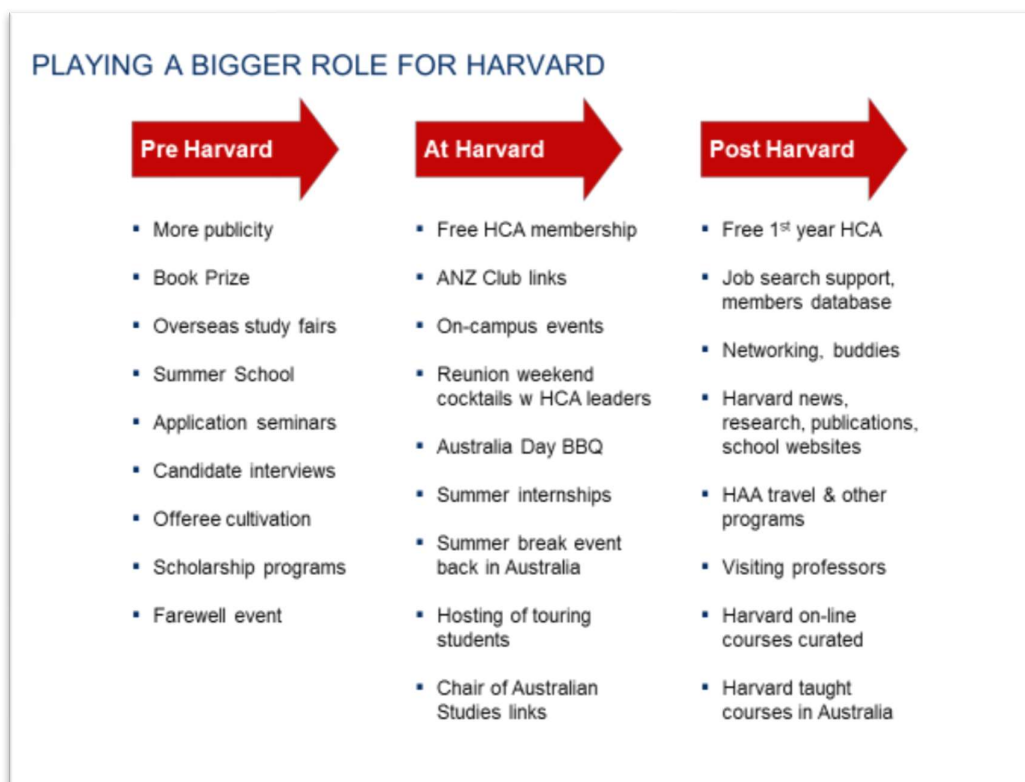 PLAYING A BIGGER ROLE FOR HARVARD
Pre Harvard
More publicity
Book Prize
Overseas study fairs
Summer School
Application seminars
Candidate interviews
Offeree cultivation
Scholarship programs
Farewell event
At Harvard
Free HCA membership
ANZ Club links
On-campus events
Reunion weekend
cocktails w HCA leaders
Australia Day BBQ
Summer internships
Summer break event
back in Australia
Hosting of touring
students
Chair of Australian
Studies links
Post Harvard
Free 1st year HCA
Job search support,
members database
Networking, buddies
Harvard news,
research, publications,
school websites
HAA travel & other
programs
Visiting professors
Harvard on-line
courses curated
Harvard taught
courses in Australia